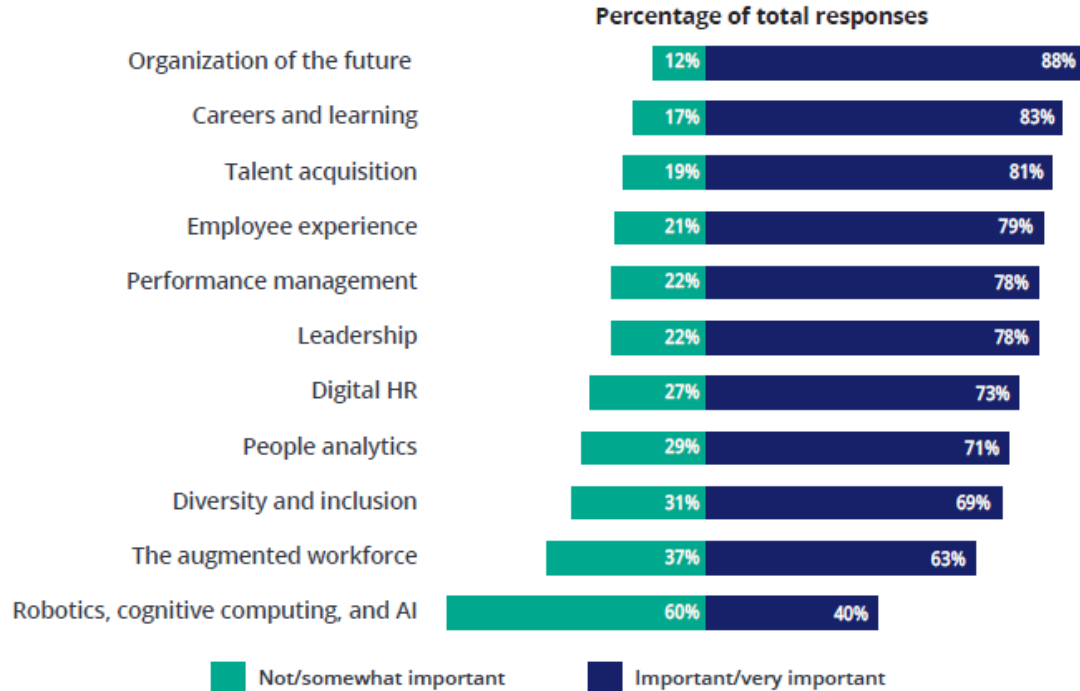 Percentage of total responses
Organization of the future 12% 88%
Careers and learning 17% 83%
Talent acquisition 19% 81%
Employee experience 21% 79%
Performance management 22% 78%
Leadership 22% 78%
Digital HR 27% 73%
People analytics 29% 71%
Diversity and inclusion 31% 69%
The augmented workforce 37% 63%
Robotics, cognitive computing, and AI 60% 40%
Not/somewhat important Important/very important